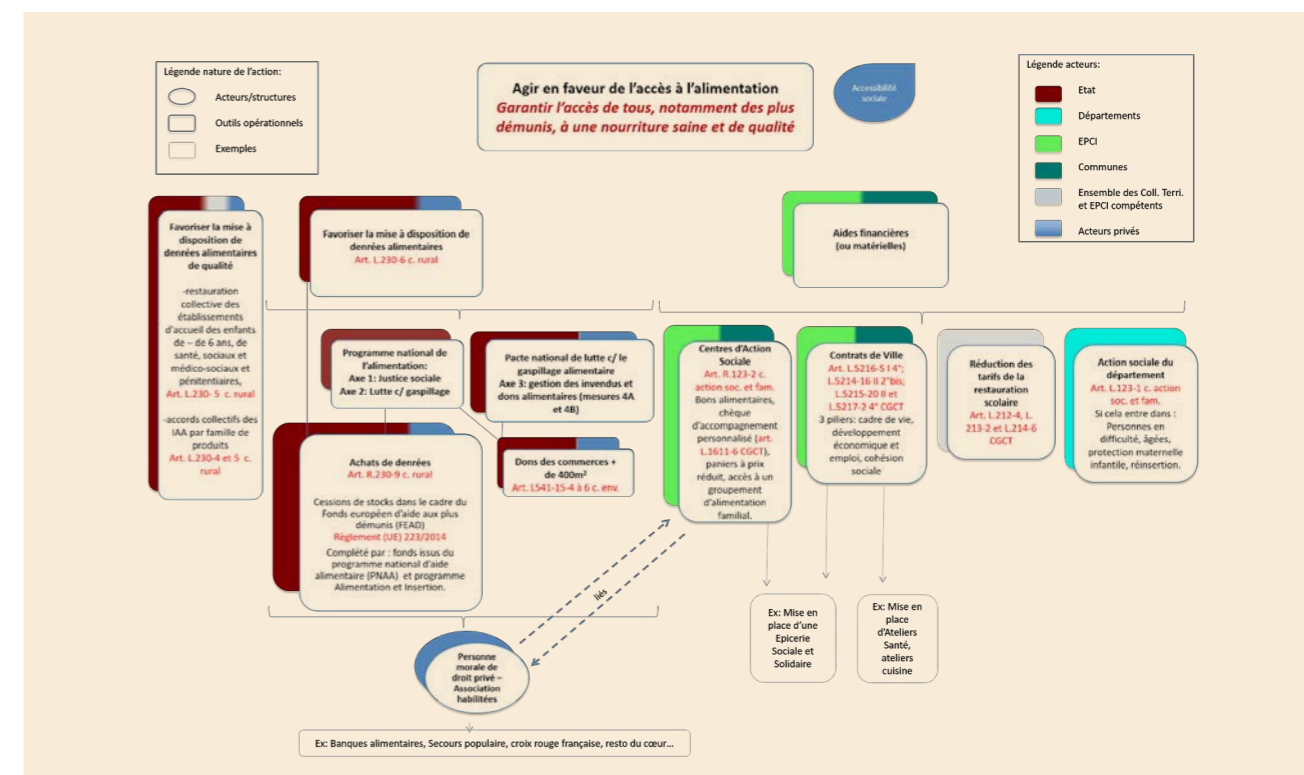 Légende nature de l'action:
Acteurs/structures
Outils opérationnels
Exemples
Agir en faveur de l'accès à l'alimentation
Garantir l'accès de tous, notamment des plus
démunis, à une nourriture saine et de qualité
Accessibilité
sociale
Légende acteurs:
Etat
Départements
EPCI
Communes
Ensemble des Coll. Terri.
et EPCI compétents
Acteurs privés
Favoriser la mise à
disposition de
denrées alimentaires
de qualité
-restauration
collective des
établissements
d'accueil des enfants
de – de 6 ans, de
santé, sociaux et
médico-sociaux et
pénitentiaires,
Art. L.230- 5 c. rural
-accords collectifs des
IAA par famille de
produits
Art. L.230-4 et 5 c.
rural
Favoriser la mise à disposition de
denrées alimentaires
Art. L.230-6 c. rural
Aides financières
(ou matérielles)
Programme national de
l'alimentation:
Axe 1: Justice sociale
Axe 2: Lutte c/ gaspillage
Pacte national de lutte c/ le
gaspillage alimentaire
Axe 3: gestion des invendus et
dons alimentaires (mesures 4A
et 4B)
Achats de denrées
Art. R.230-9 c. rural
Cessions de stocks dans le cadre du
Fonds européen d'aide aux plus
démunis (FEAD)
Règlement (UE) 223/2014
Complété par : fonds issus du
programme national d'aide
alimentaire (PNAA) et programme
Alimentation et Insertion.
Dons des commerces +
de 400m²
Art. L541-15-4 à 6 c. env.
Centres d'Action
Sociale
Art. R.123-2 c.
action soc. et fam.
Bons alimentaires,
chèque
d'accompagnement
personnalisé (art.
L.1611-6 CGCT),
paniers à prix
réduit, accès à un
groupement
d'alimentation
familial.
Contrats de Ville
Art. L.5216-5 I 4°;
L.5214-16 II 2°bis;
L.5215-20 II et
L.5217-2 4° CGCT
3 piliers: cadre de vie,
développement
économique et
emploi, cohésion
sociale
Réduction des
tarifs de la
restauration
scolaire
Art. L.212-4, L.
213-2 et L.214-6
CGCT
Action sociale du
département
Art. L.123-1 c. action
soc. et fam.
Si cela entre dans :
Personnes en
difficulté, âgées,
protection maternelle
infantile, réinsertion.
liés
Ex: Mise en
place d'une
Epicerie
Sociale et
Solidaire
Ex: Mise en
place
d'Ateliers
Santé,
ateliers
cuisine
Personne
morale de
droit privé –
Association
habilitées
Ex: Banques alimentaires, Secours populaire, croix rouge française, resto du cœur…